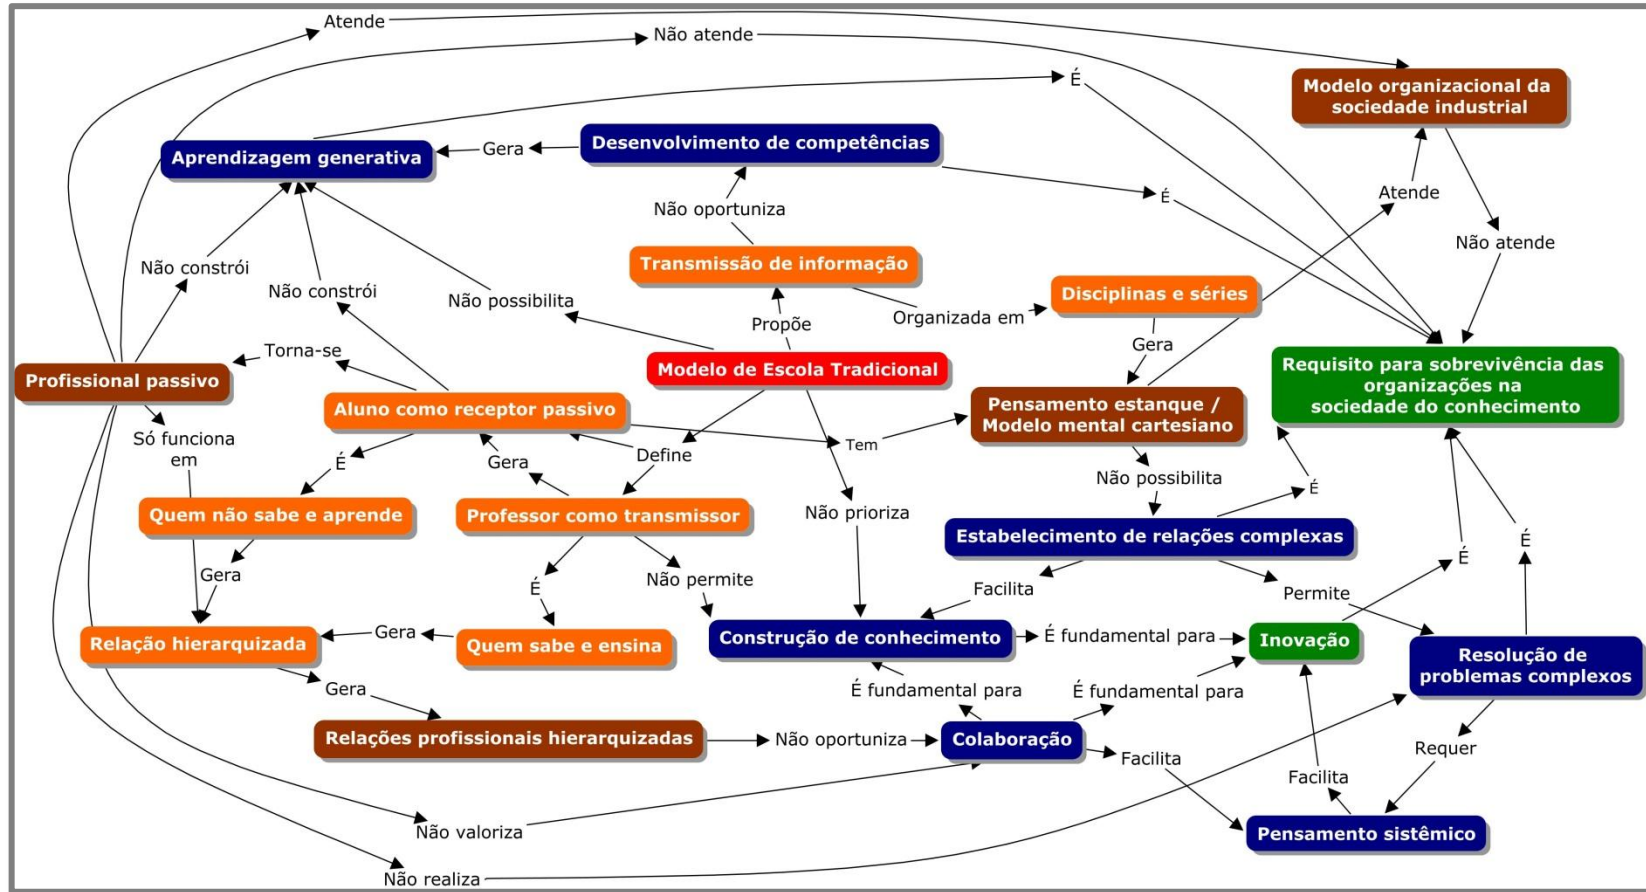 Atende
Não atende
É
Modelo organizacional da
sociedade industrial
Desenvolvimento de competências
Gera
Aprendizagem generativa
É
Atende
Não oportuniza
Não atende
Transmissão de informação
Não constrói
Não constrói
Não possibilita
Disciplinas e séries
Organizada em
Propõe
Gera
Torna-se
Modelo de Escola Tradicional
Requisito para sobrevivência das
organizações na
sociedade do conhecimento
Profissional passivo
Aluno como receptor passivo
Pensamento estanque /
Modelo mental cartesiano
Só funciona
em
Tem
Define
Gera
É
Não possibilita
É
Quem não sabe e aprende
Professor como transmissor
Não prioriza
Estabelecimento de relações complexas
É
É
Gera
Não permite
É
Facilita
Permite
Relação hierarquizada
Gera
Quem sabe e ensina
Construção de conhecimento
É fundamental para
Inovação
Resolução de
problemas complexos
Gera
É fundamental para
É fundamental para
Relações profissionais hierarquizadas
Não oportuniza
Colaboração
Requer
Facilita
Facilita
Não valoriza
Pensamento sistêmico
Não realiza